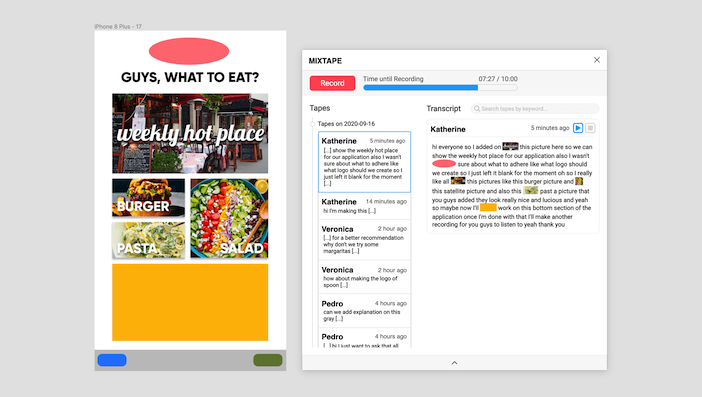 iPhone 8 Plus - 17
GUYS, WHAT TO EAT?
weekly hot place
BURGER
PASTA,
SALAD
MIXTAPE
Record
Time until Recording
07:27 / 10:00
Tapes
Tapes on 2020-09-16
Katherine 5 minutes ago
[...] show the weekly hot place
for our application also I wasn't
sure about what to adhere like
what logo should we create so I
just left it blank for the moment
[...]
Katherine 14 minutes ago
hi I'm making this [...]
Veronica 2 hour ago
[...] for a better recommendation
why don't we try some
margaritas [...]
Veronica 2 hour ago
how about making the logo of
spoon [...]
Pedro 4 hours ago
can we add explanation on this
gray [...]
Pedro 4 hours ago
[...] hi I just want to ask that all
Transcript
Search tapes by keyword...
Katherine 5 minutes ago
hi everyone so I added on this picture here so we can
show the weekly hot place for our application also I wasn't
sure about what to adhere like what logo should
we create so I just left it blank for the moment oh so I really
like all this pictures like this burger picture and
this satellite picture and also this past a picture that
you guys added they look really nice and lucious and yeah
so maybe now I'll work on this bottom section of the
application once I'm done with that I'll make another
recording for you guys to listen to yeah thank you